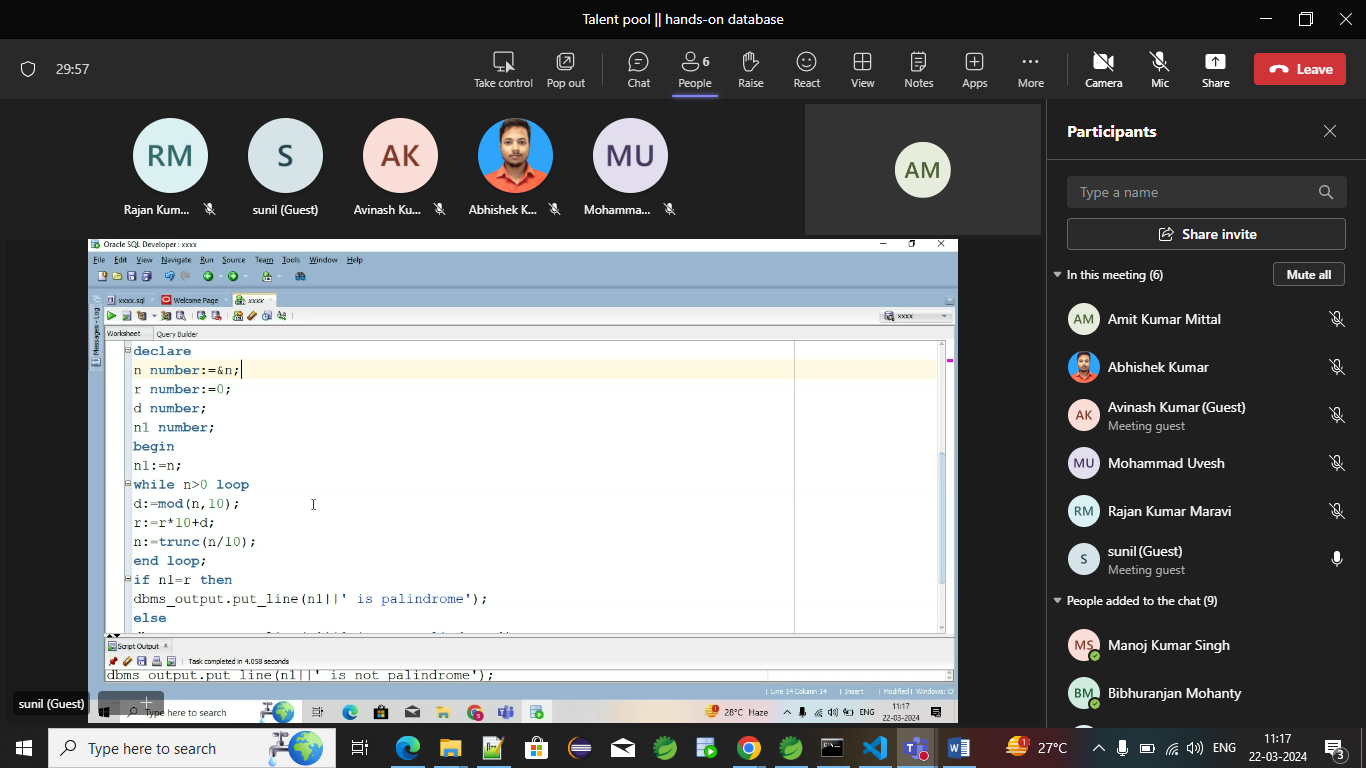 Talent pool || hands-on database
29:57
Take control
Pop out
Chat
6
People
Raise
React
View
Notes
Apps
More
Camera
Mic
Share
Leave
RM
S
AK
MU
AM
Rajan Kum...
sunil (Guest)
Avinash Ku...
Abhishek K...
Mohamma...
Participants
Type a name
Share invite
In this meeting (6)
Mute all
AM Amit Kumar Mittal
Abhishek Kumar
AK Avinash Kumar (Guest)
Meeting guest
MU Mohammad Uvesh
RM Rajan Kumar Maravi
S sunil (Guest)
Meeting guest
People added to the chat (9)
MS Manoj Kumar Singh
BM Bibhuranjan Mohanty
Oracle SQL Developer : xxxx
File Edit View Navigate Run Source Team Tools Window Help
xxxx.sql
Welcome Page
xxxx
Messages - Log
xxxx
Worksheet
Query Builder
declare
n number:=&n;
r number:=0;
d number;
n1 number;
begin
n1:=n;
while n>0 loop
d:=mod(n,10);
r:=r*10+d;
n:=trunc(n/10);
end loop;
if n1=r then
dbms_output.put_line(n1||' is palindrome');
else
Script Output
Task completed in 4.058 seconds
dbms_output.put_line(n1||' is not palindrome');
Line 14 Column 14 | Insert | Modified | Windows: C
sunil (Guest)
Type here to search
28°C Haze
ENG
11:17
22-03-2024
Type here to search
1
27°C
ENG
11:17
22-03-2024
3